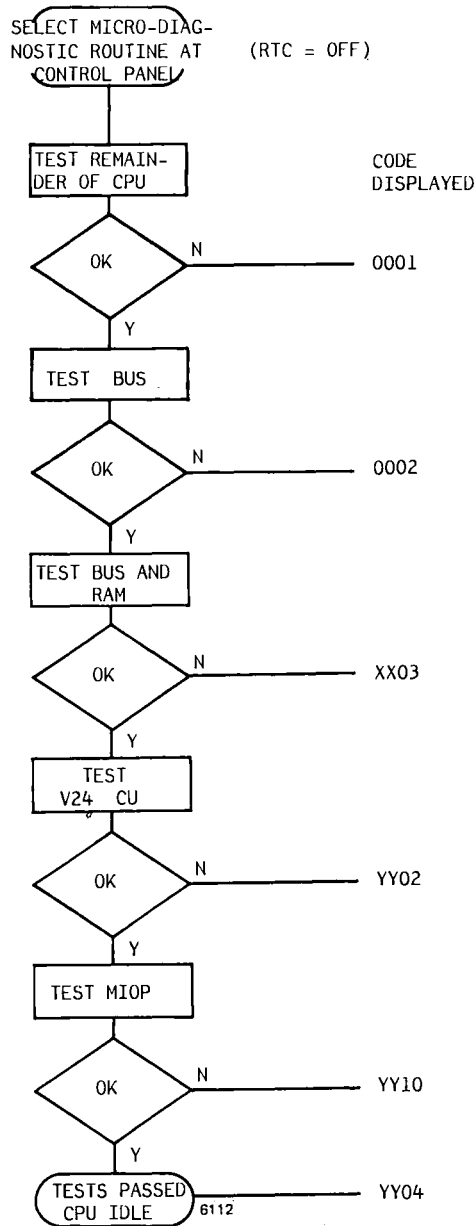 SELECT MICRO-DIAG-
NOSTIC ROUTINE AT (RTC = OFF)
CONTROL PANEL
TEST REMAIN-
DER OF CPU
CODE
DISPLAYED
OK N 0001
Y
TEST BUS
OK N 0002
Y
TEST BUS AND
RAM
OK N XX03
Y
TEST
V24 CU
OK N YY02
Y
TEST MIOP
OK N YY10
Y
TESTS PASSED YY04
CPU IDLE 6112